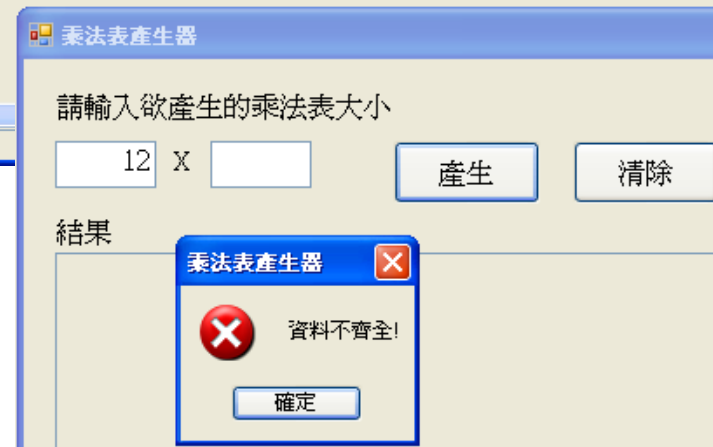 乘法表產生器
請輸入欲產生的乘法表大小
12 X
產生
清除
結果
乘法表產生器
資料不齊全!
確定